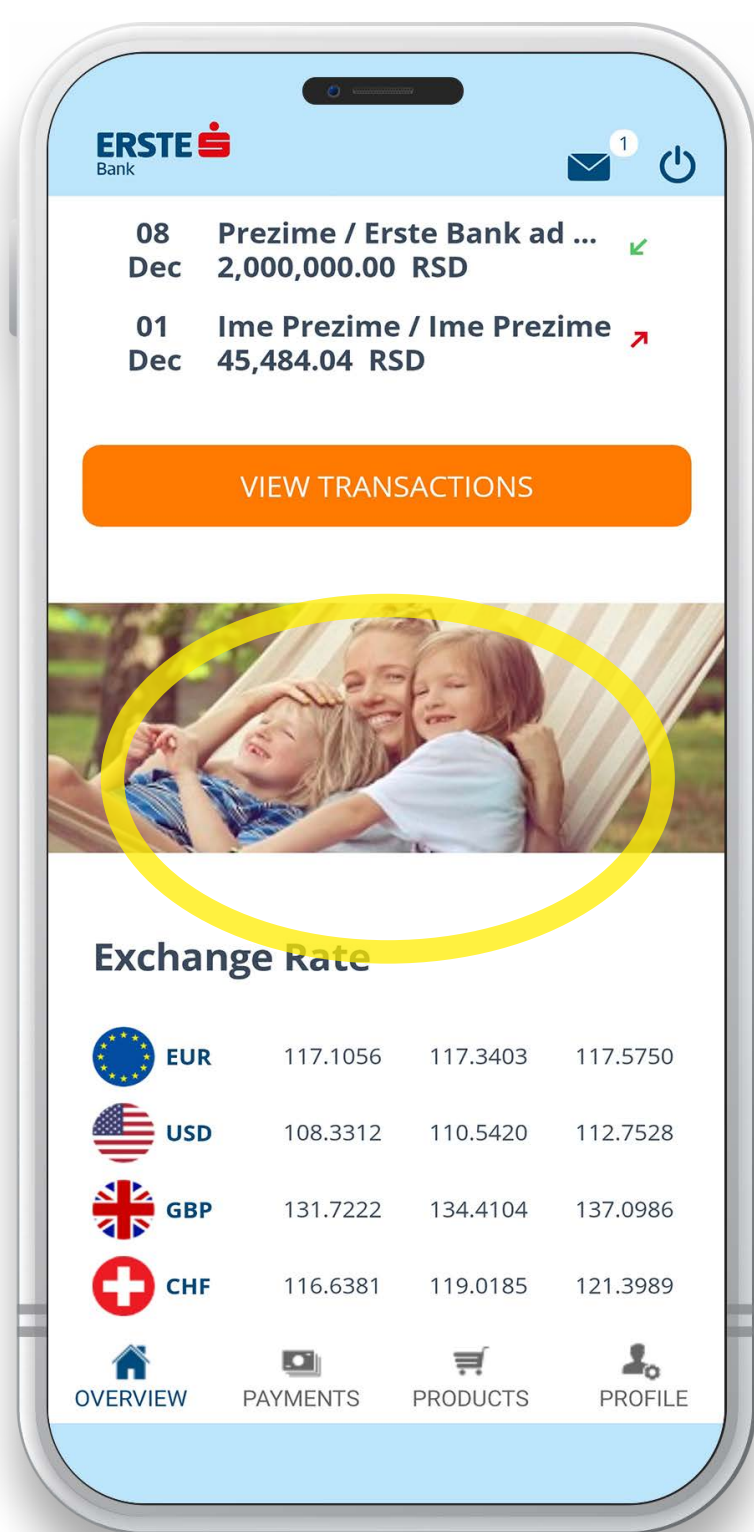 ERSTE
Bank
1
08 Prezime / Erste Bank ad ...
Dec 2,000,000.00 RSD
01 Ime Prezime / Ime Prezime
Dec 45,484.04 RSD
VIEW TRANSACTIONS
Exchange Rate
EUR 117.1056 117.3403 117.5750
USD 108.3312 110.5420 112.7528
GBP 131.7222 134.4104 137.0986
CHF 116.6381 119.0185 121.3989
OVERVIEW PAYMENTS PRODUCTS PROFILE